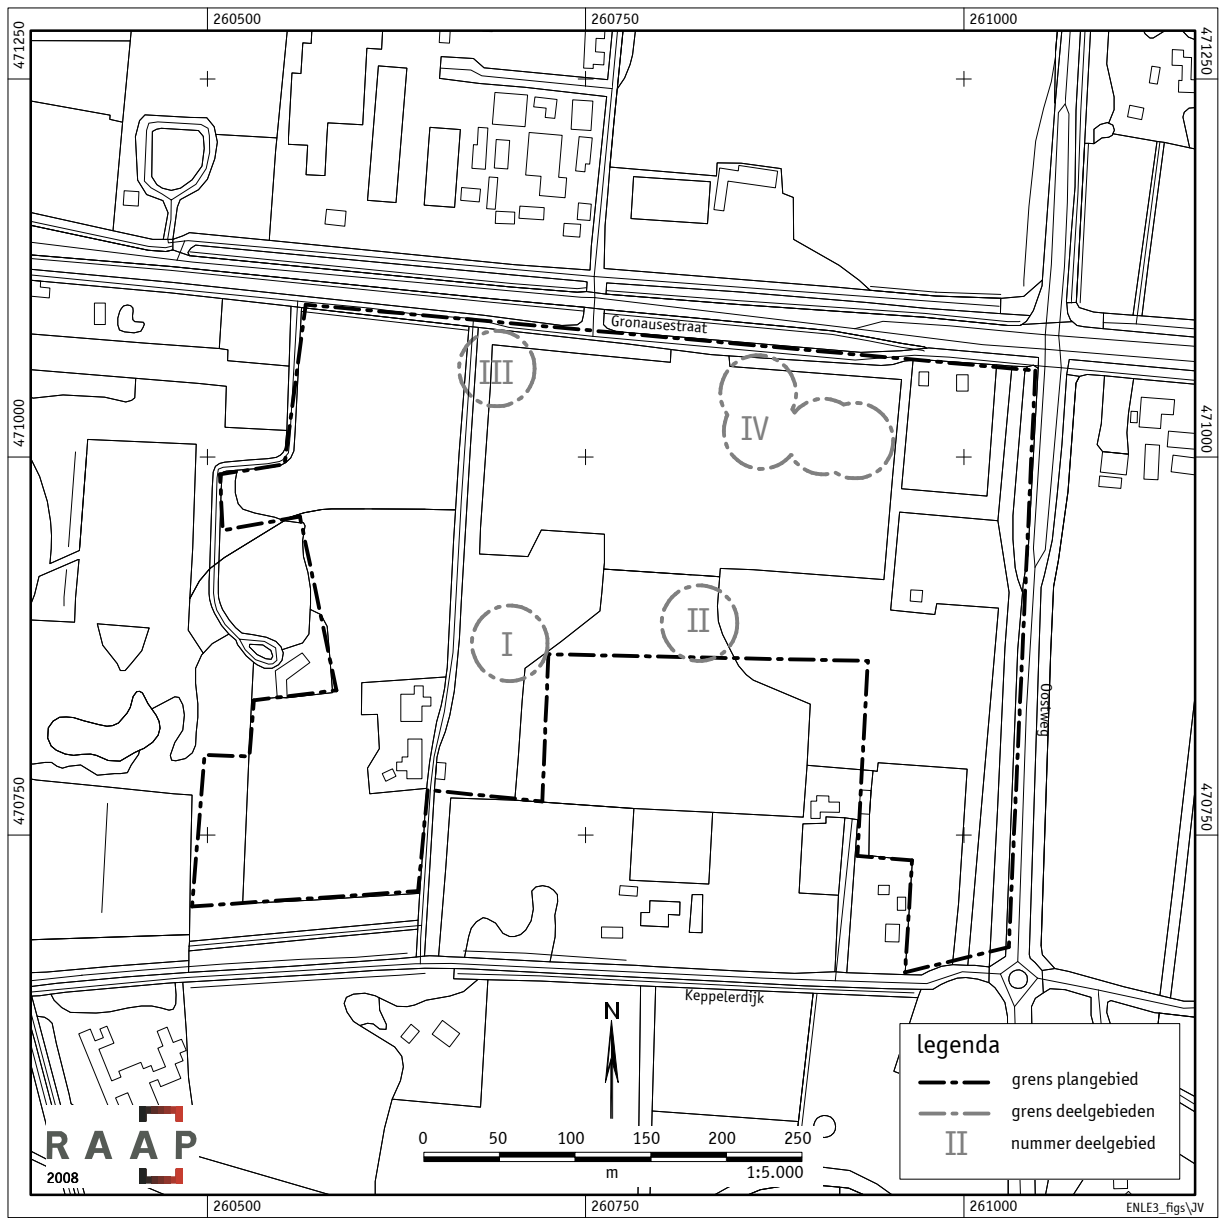 260500
260750
261000
471250
471250
Gronausestraat
III
IV
471000
471000
I
II
Oostweg
470750
470750
Keppelerdijk
N
legenda
grens plangebied
grens deelgebieden
II nummer deelgebied
RAAP
2008
0 50 100 150 200 250
m 1:5.000
260500
260750
261000
ENLE3_figs\JV